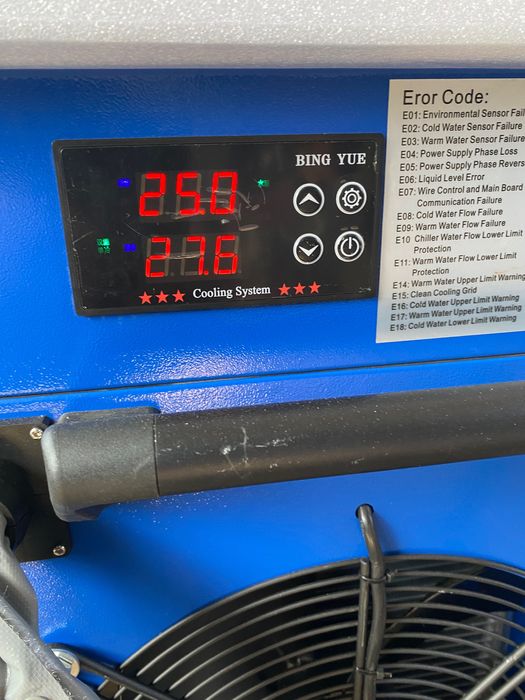 BING YUE
25.0
27.6
★★★ Cooling System ★★★
Eror Code:
E01: Environmental Sensor Fail
E02: Cold Water Sensor Failure
E03: Warm Water Sensor Failure
E04: Power Supply Phase Loss
E05: Power Supply Phase Revers
E06: Liquid Level Error
E07: Wire Control and Main Board
Communication Failure
E08: Cold Water Flow Failure
E09: Warm Water Flow Failure
E10 Chiller Water Flow Lower Limit
Protection
E11: Warm Water Flow Lower Limit
Protection
E14: Warm Water Upper Limit Warning
E15: Clean Cooling Grid
E16: Cold Water Upper Limit Warning
E17: Warm Water Upper Limit Warning
E18: Cold Water Lower Limit Warning